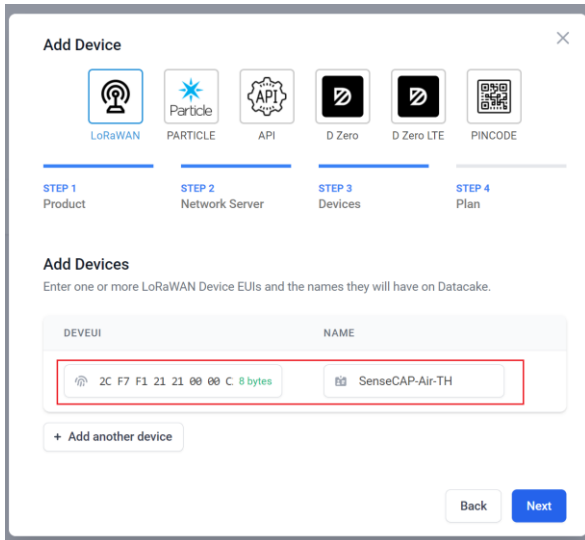 Add Device
Particle
API
LoRaWAN PARTICLE API D Zero D Zero LTE PINCODE
STEP 1 STEP 2 STEP 3 STEP 4
Product Network Server Devices Plan
Add Devices
Enter one or more LoRaWAN Device EUIs and the names they will have on Datacake.
DEVEUI NAME
2C F7 F1 21 21 00 00 C 8 bytes SenseCAP-Air-TH
+ Add another device
Back Next